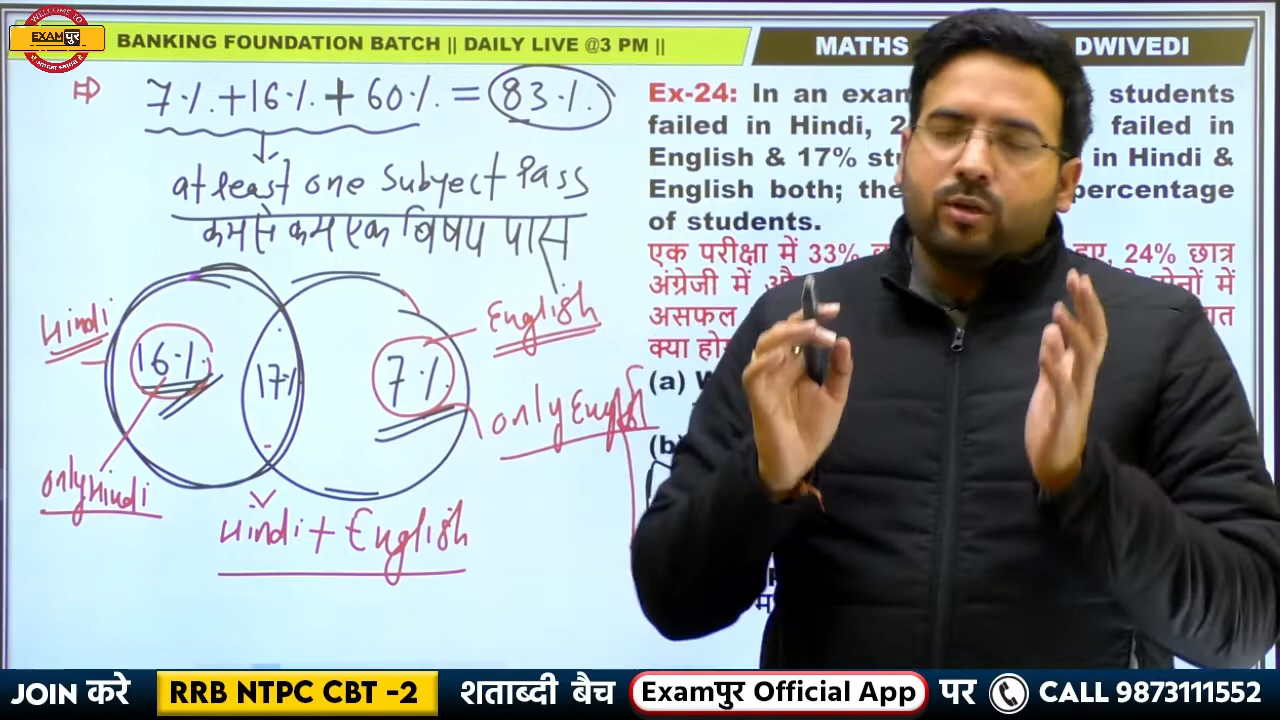 WELCOME TO
EXAMपुर
BANKING FOUNDATION BATCH || DAILY LIVE @3 PM ||
MATHS
DWIVEDI
⇒ 7%+16%+60% = 83%
at least one Subject Pass
कम से कम एक विषय पास
Hindi
English
16%
17%
7%
only Hindi
only English
Hindi + English
Ex-24: In an exam students
failed in Hindi, 2 failed in
English & 17% in Hindi &
English both; percentage
of students.
एक परीक्षा में 33% हुए, 24% छात्र
अंग्रेजी में दोनों में
असफल
क्या
(a)
(b)
JOIN करे RRB NTPC CBT -2 शताब्दी बैच Examपुर Official App पर CALL 9873111552